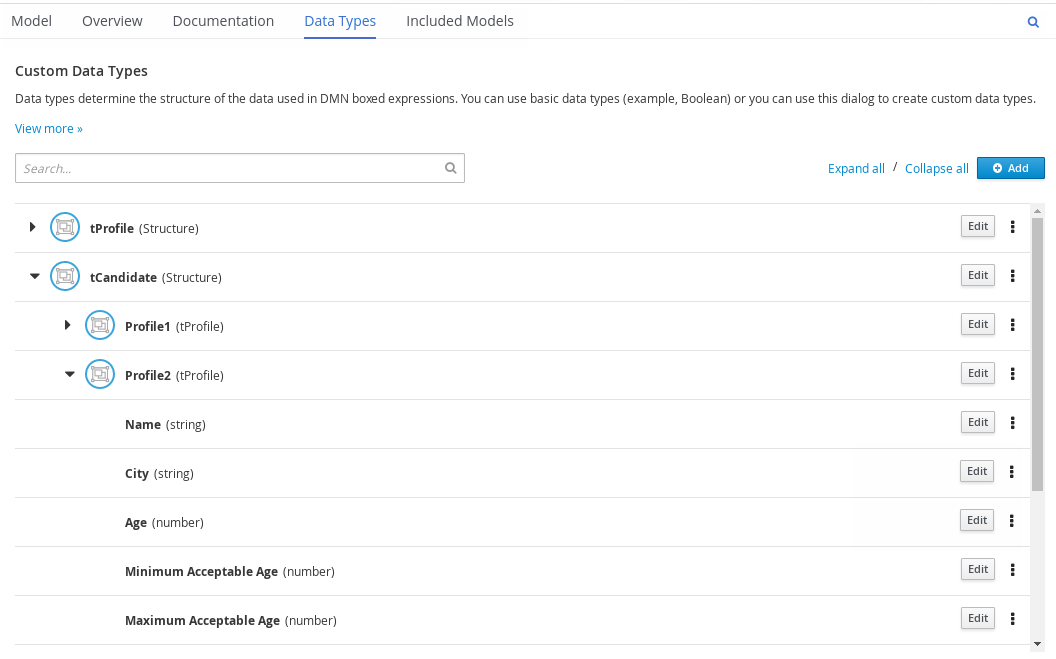 Model Overview Documentation Data Types Included Models
Custom Data Types
Data types determine the structure of the data used in DMN boxed expressions. You can use basic data types (example, Boolean) or you can use this dialog to create custom data types.
View more »
Search... Expand all / Collapse all Add
tProfile (Structure) Edit
tCandidate (Structure) Edit
Profile1 (tProfile) Edit
Profile2 (tProfile) Edit
Name (string) Edit
City (string) Edit
Age (number) Edit
Minimum Acceptable Age (number) Edit
Maximum Acceptable Age (number) Edit